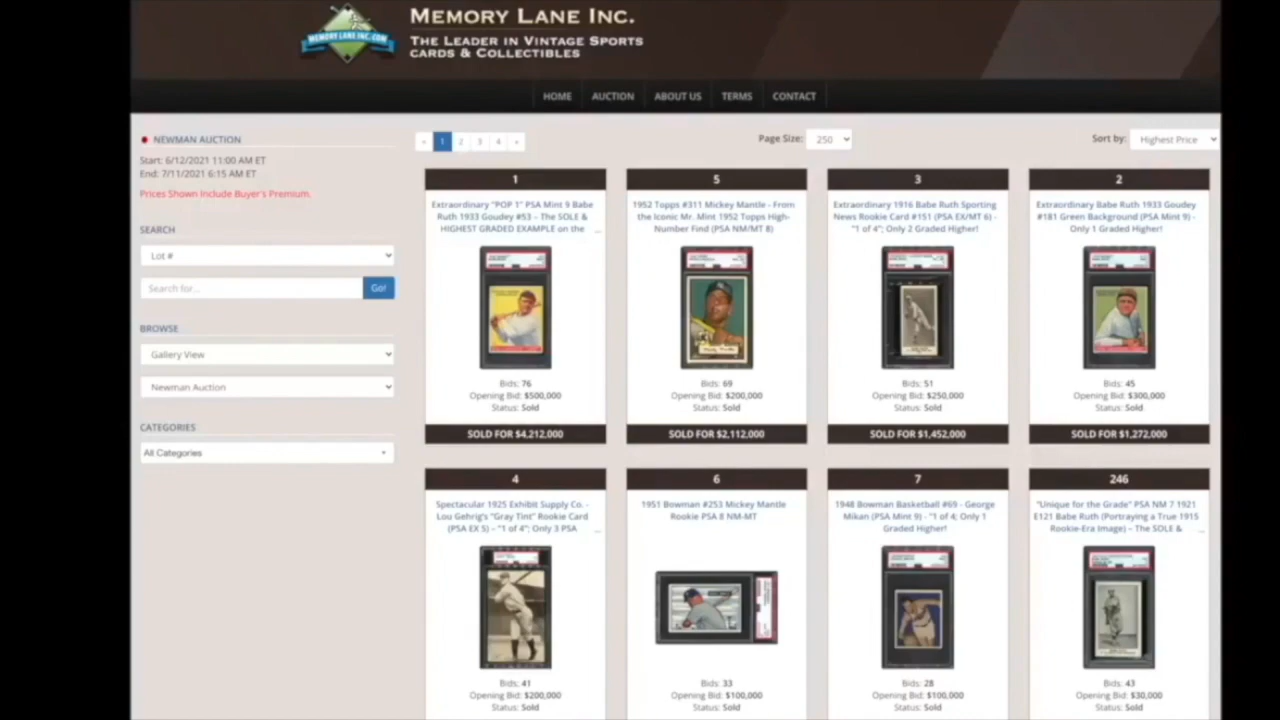 MEMORY LANE INC.COM
MEMORY LANE INC.
THE LEADER IN VINTAGE SPORTS
CARDS & COLLECTIBLES
HOME
AUCTION
ABOUT US
TERMS
CONTACT
NEWMAN AUCTION
Start: 6/12/2021 11:00 AM ET
End: 7/11/2021 6:15 AM ET
Prices Shown Include Buyer's Premium.
SEARCH
Lot #
Search for...
Go!
BROWSE
Gallery View
Newman Auction
CATEGORIES
All Categories
« 1 2 3 4 »
Page Size: 250
Sort by: Highest Price
1
Extraordinary "POP 1" PSA Mint 9 Babe
Ruth 1933 Goudey #53 – The SOLE &
HIGHEST GRADED EXAMPLE on the
Bids: 76
Opening Bid: $500,000
Status: Sold
SOLD FOR $4,212,000
5
1952 Topps #311 Mickey Mantle - From
the Iconic Mr. Mint 1952 Topps High-
Number Find (PSA NM/MT 8)
Bids: 69
Opening Bid: $200,000
Status: Sold
SOLD FOR $2,112,000
3
Extraordinary 1916 Babe Ruth Sporting
News Rookie Card #151 (PSA EX/MT 6) -
"1 of 4"; Only 2 Graded Higher!
Bids: 51
Opening Bid: $250,000
Status: Sold
SOLD FOR $1,452,000
2
Extraordinary Babe Ruth 1933 Goudey
#181 Green Background (PSA Mint 9) -
Only 1 Graded Higher!
Bids: 45
Opening Bid: $300,000
Status: Sold
SOLD FOR $1,272,000
4
Spectacular 1925 Exhibit Supply Co. -
Lou Gehrig's "Gray Tint" Rookie Card
(PSA EX 5) – "1 of 4"; Only 3 PSA
Bids: 41
Opening Bid: $200,000
Status: Sold
6
1951 Bowman #253 Mickey Mantle
Rookie PSA 8 NM-MT
Bids: 33
Opening Bid: $100,000
Status: Sold
7
1948 Bowman Basketball #69 - George
Mikan (PSA Mint 9) - "1 of 4; Only 1
Graded Higher!
Bids: 28
Opening Bid: $100,000
Status: Sold
246
"Unique for the Grade" PSA NM 7 1921
E121 Babe Ruth (Portraying a True 1915
Rookie-Era Image) – The SOLE &
Bids: 43
Opening Bid: $30,000
Status: Sold